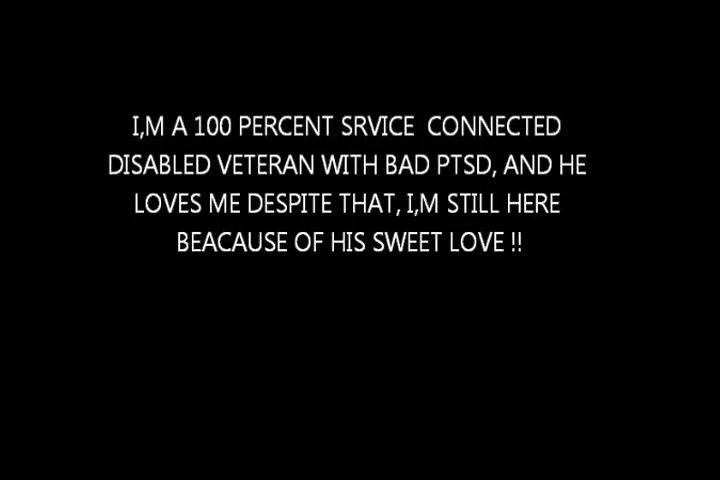 I,M A 100 PERCENT SRVICE  CONNECTED
DISABLED VETERAN WITH BAD PTSD, AND HE
LOVES ME DESPITE THAT, I,M STILL HERE
BEACAUSE OF HIS SWEET LOVE !!